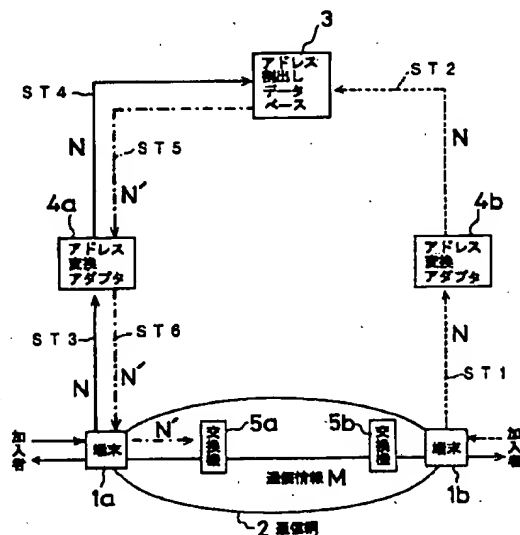 3
アドレス
割出し
データ
ベース
ST4
ST2
N
ST5
N
N′
4a
4b
アドレス
変換
アダプタ
アドレス
変換
アダプタ
ST3
ST6
N
N
N′
ST1
N′
5a
5b
加入者
端末
交換機
交換機
端末
加入者
通信情報 M
1a
1b
2 通信網